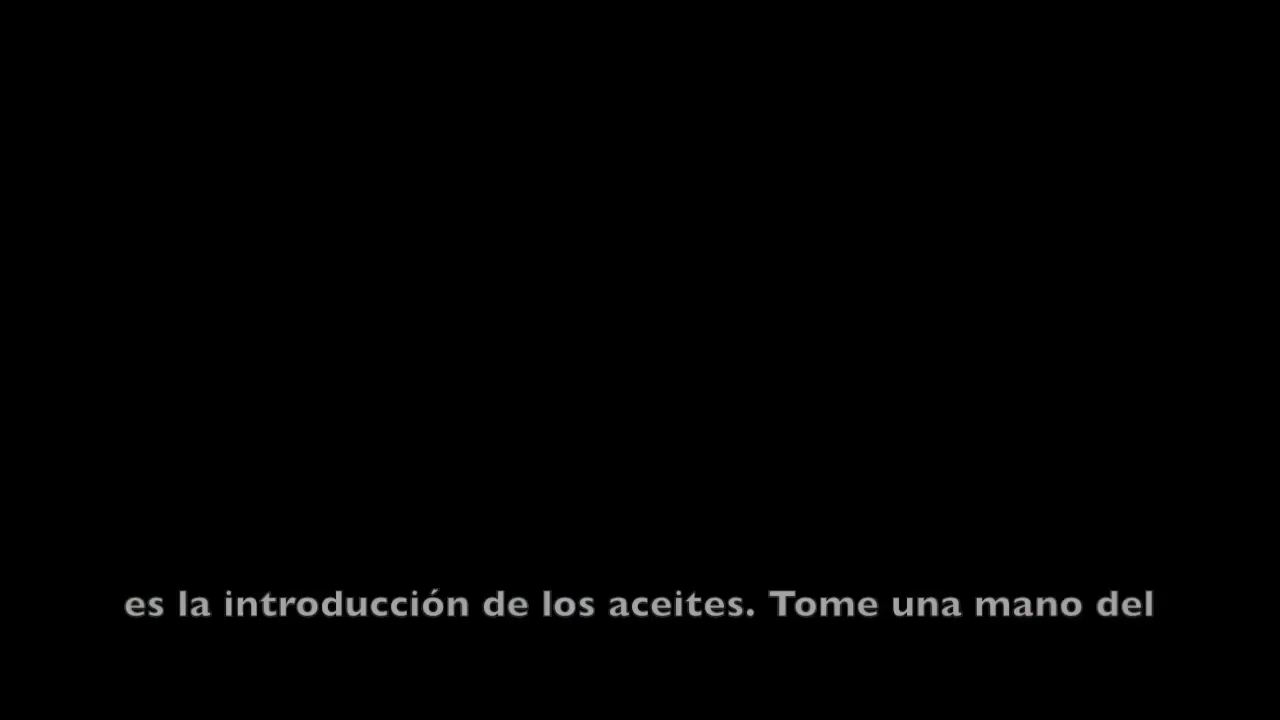 es la introducción de los aceites. Tome una mano del